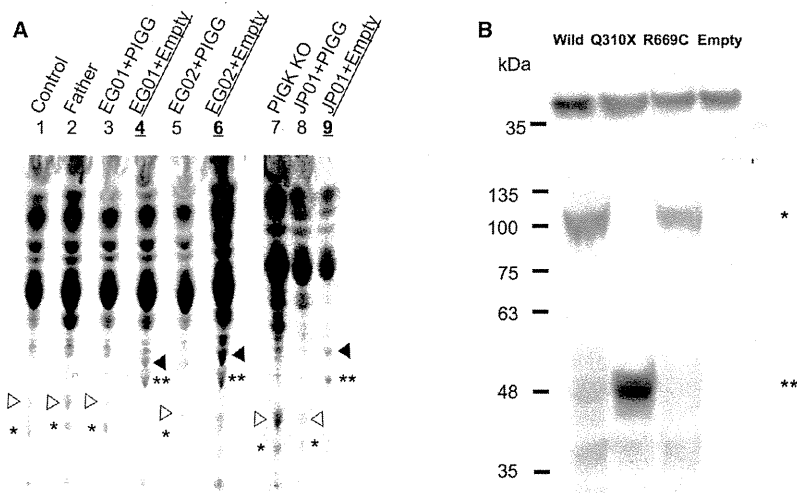 A
Control
Father
EG01+PIGG
EG01+Empty
EG02+PIGG
EG02+Empty
PIGK KO
JP01+PIGG
JP01+Empty
1 2 3 4 5 6 7 8 9
**
**
**
*
*
*
*
*
*
B
Wild Q310X R669C Empty
kDa
35
135
100 *
75
63
48 **
35